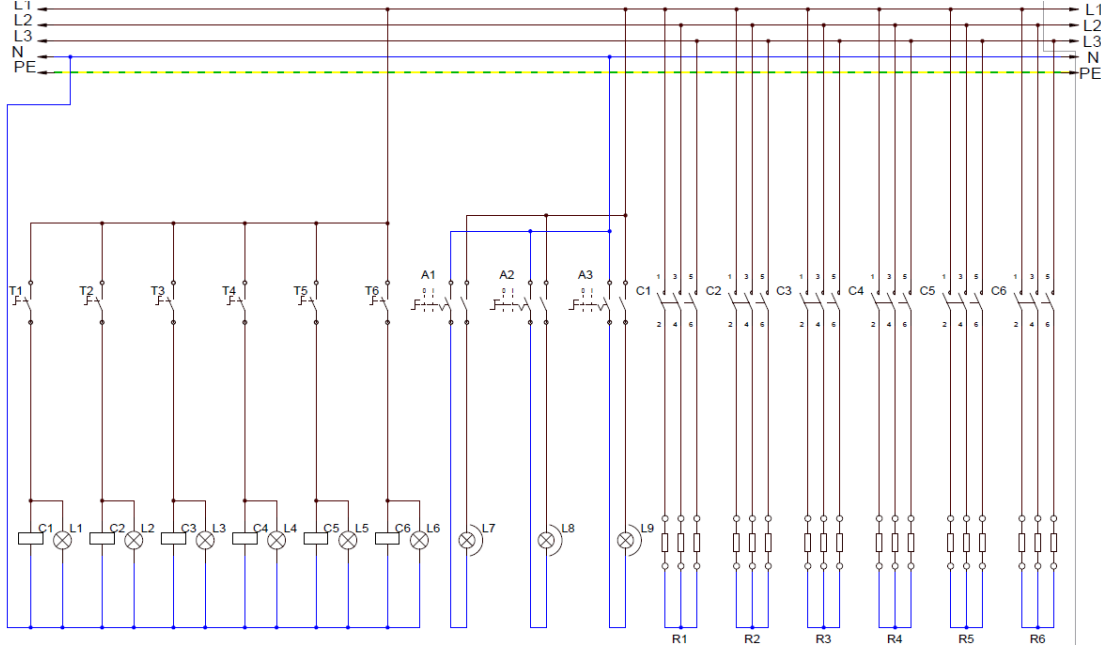 L1 L1
L2 L2
L3 L3
N N
PE PE
A1 A2 A3
1 3 5 1 3 5 1 3 5 1 3 5 1 3 5 1 3 5
T1 T2 T3 T4 T5 T6 0 I 0 I 0 I C1 C2 C3 C4 C5 C6
2 4 6 2 4 6 2 4 6 2 4 6 2 4 6 2 4 6
C1 L1 C2 L2 C3 L3 C4 L4 C5 L5 C6 L6 L7 L8 L9
R1 R2 R3 R4 R5 R6